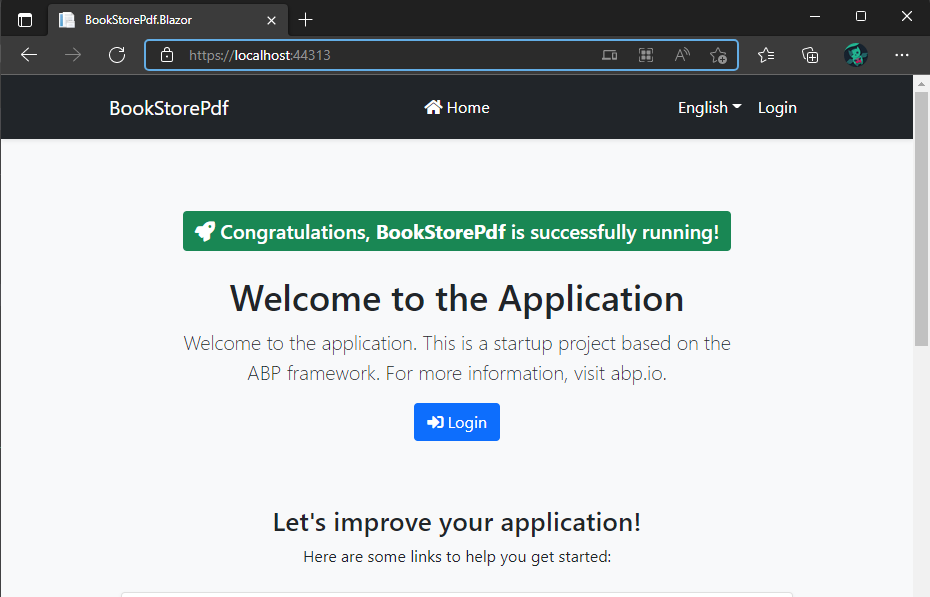 BookStorePdf.Blazor
https://localhost:44313
BookStorePdf
Home
English
Login
Congratulations, BookStorePdf is successfully running!
Welcome to the Application
Welcome to the application. This is a startup project based on the
ABP framework. For more information, visit abp.io.
Login
Let's improve your application!
Here are some links to help you get started: